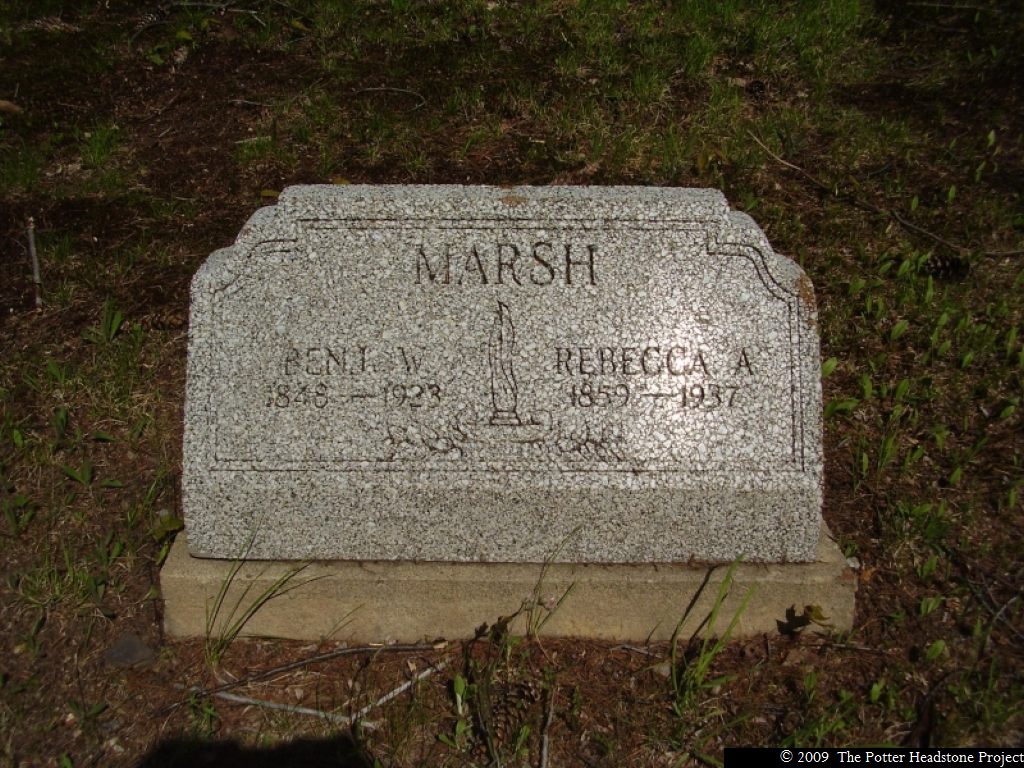 MARSH
BENJ. W. REBECCA A.
1848 — 1923 1859 — 1937
© 2009 The Potter Headstone Project